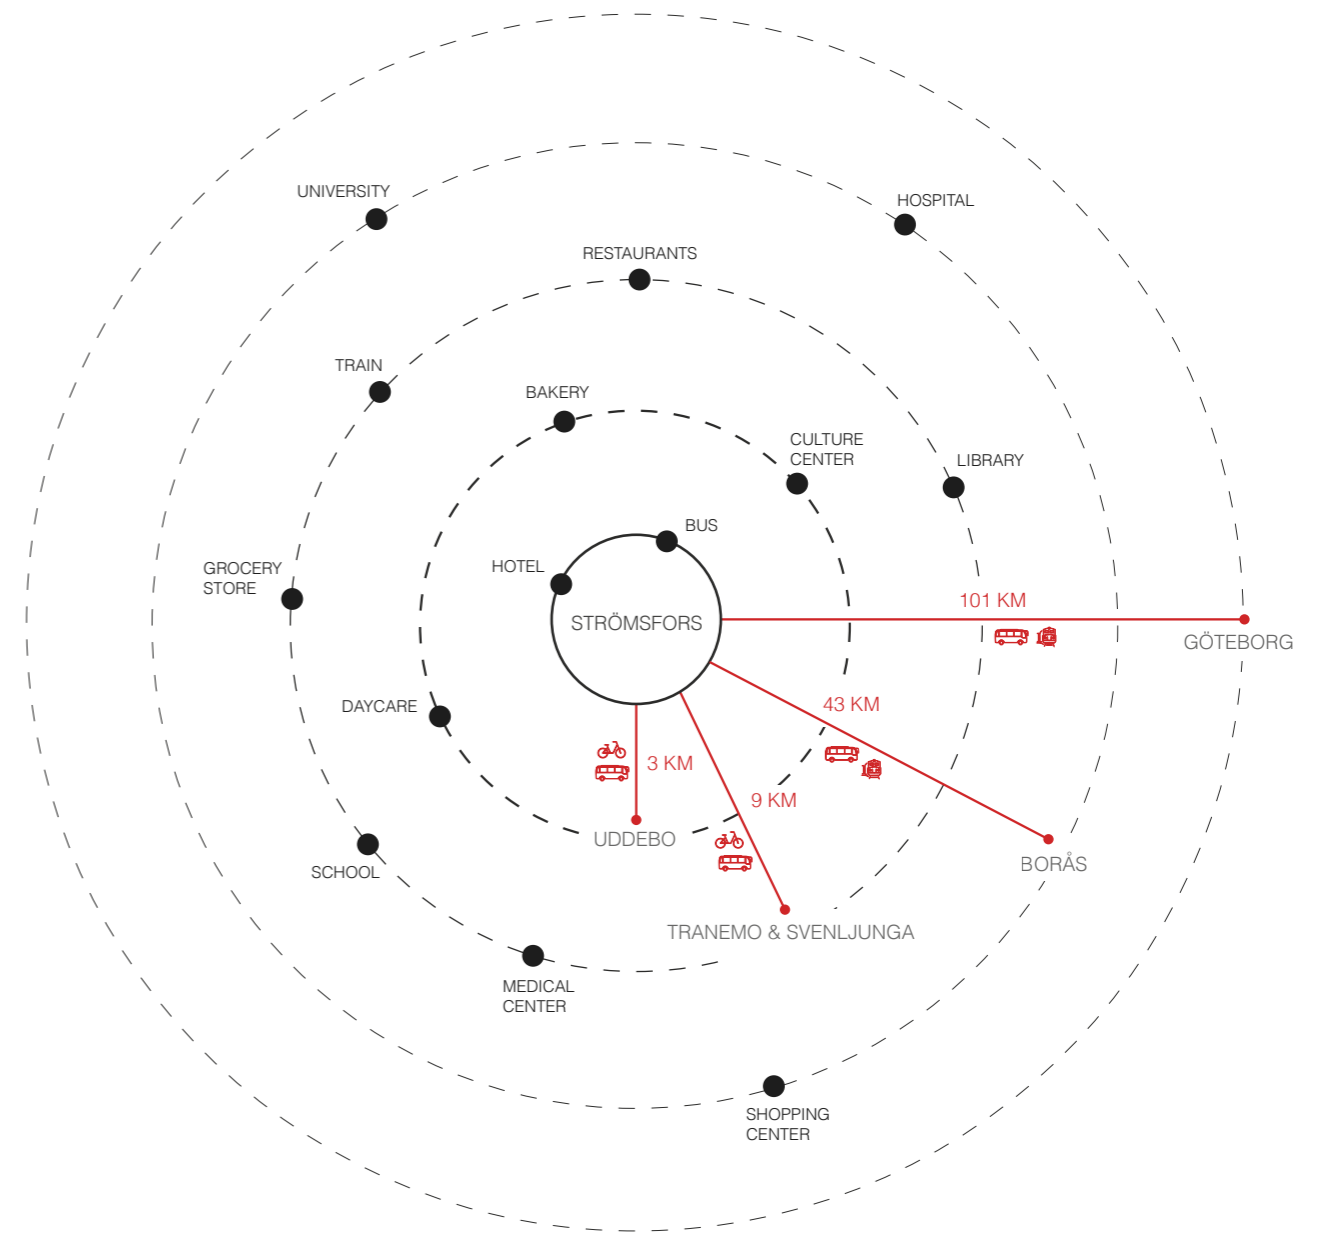 UNIVERSITY
HOSPITAL
RESTAURANTS
TRAIN
BAKERY
CULTURE
CENTER
LIBRARY
BUS
HOTEL
GROCERY
STORE
STRÖMSFORS
101 KM
GÖTEBORG
DAYCARE
43 KM
3 KM
9 KM
UDDEBO
BORÅS
SCHOOL
TRANEMO & SVENLJUNGA
MEDICAL
CENTER
SHOPPING
CENTER